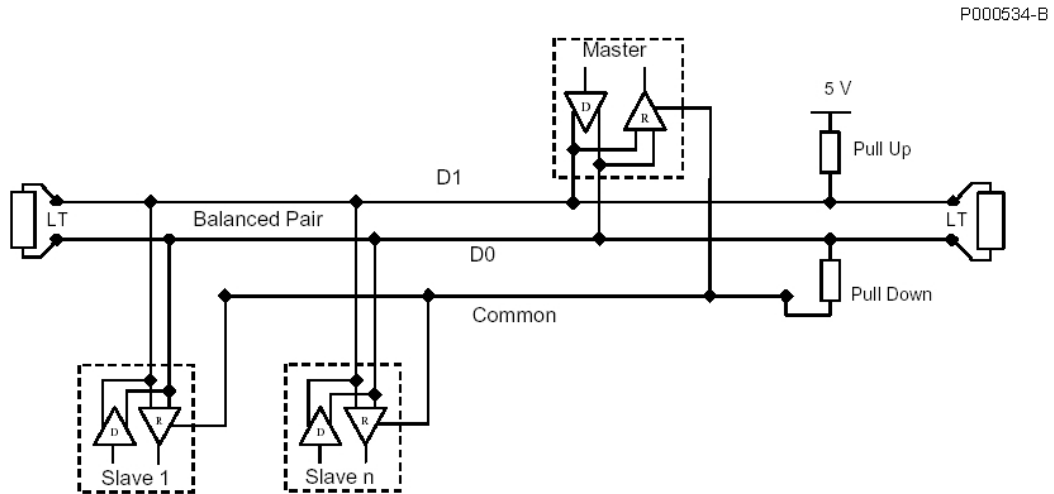 P000534-B
Master
5 V
D
R
Pull Up
D1
LT
Balanced Pair
LT
D0
Pull Down
Common
D
R
D
R
Slave 1
Slave n